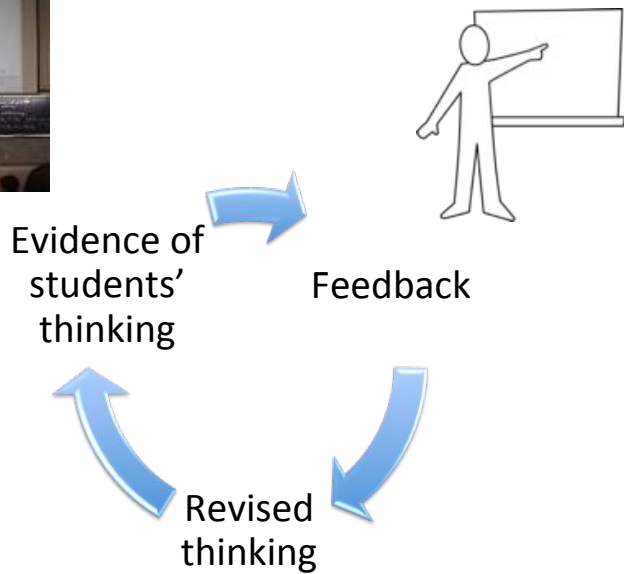 Evidence of
students'
thinking
Feedback
Revised
thinking